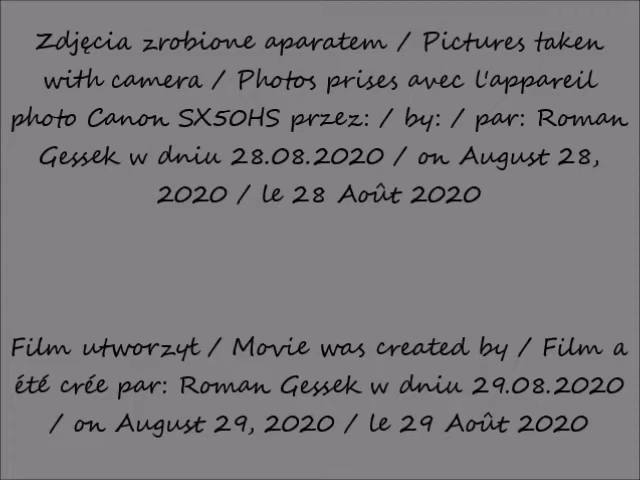 Zdjęcia zrobione aparatem / Pictures taken
with camera / Photos prises avec l'appareil
photo Canon SX50HS przez: / by: / par: Roman
Gessek w dniu 28.08.2020 / on August 28,
2020 / le 28 Août 2020
Film utworzył / Movie was created by / Film a
été crée par: Roman Gessek w dniu 29.08.2020
/ on August 29, 2020 / le 29 Août 2020